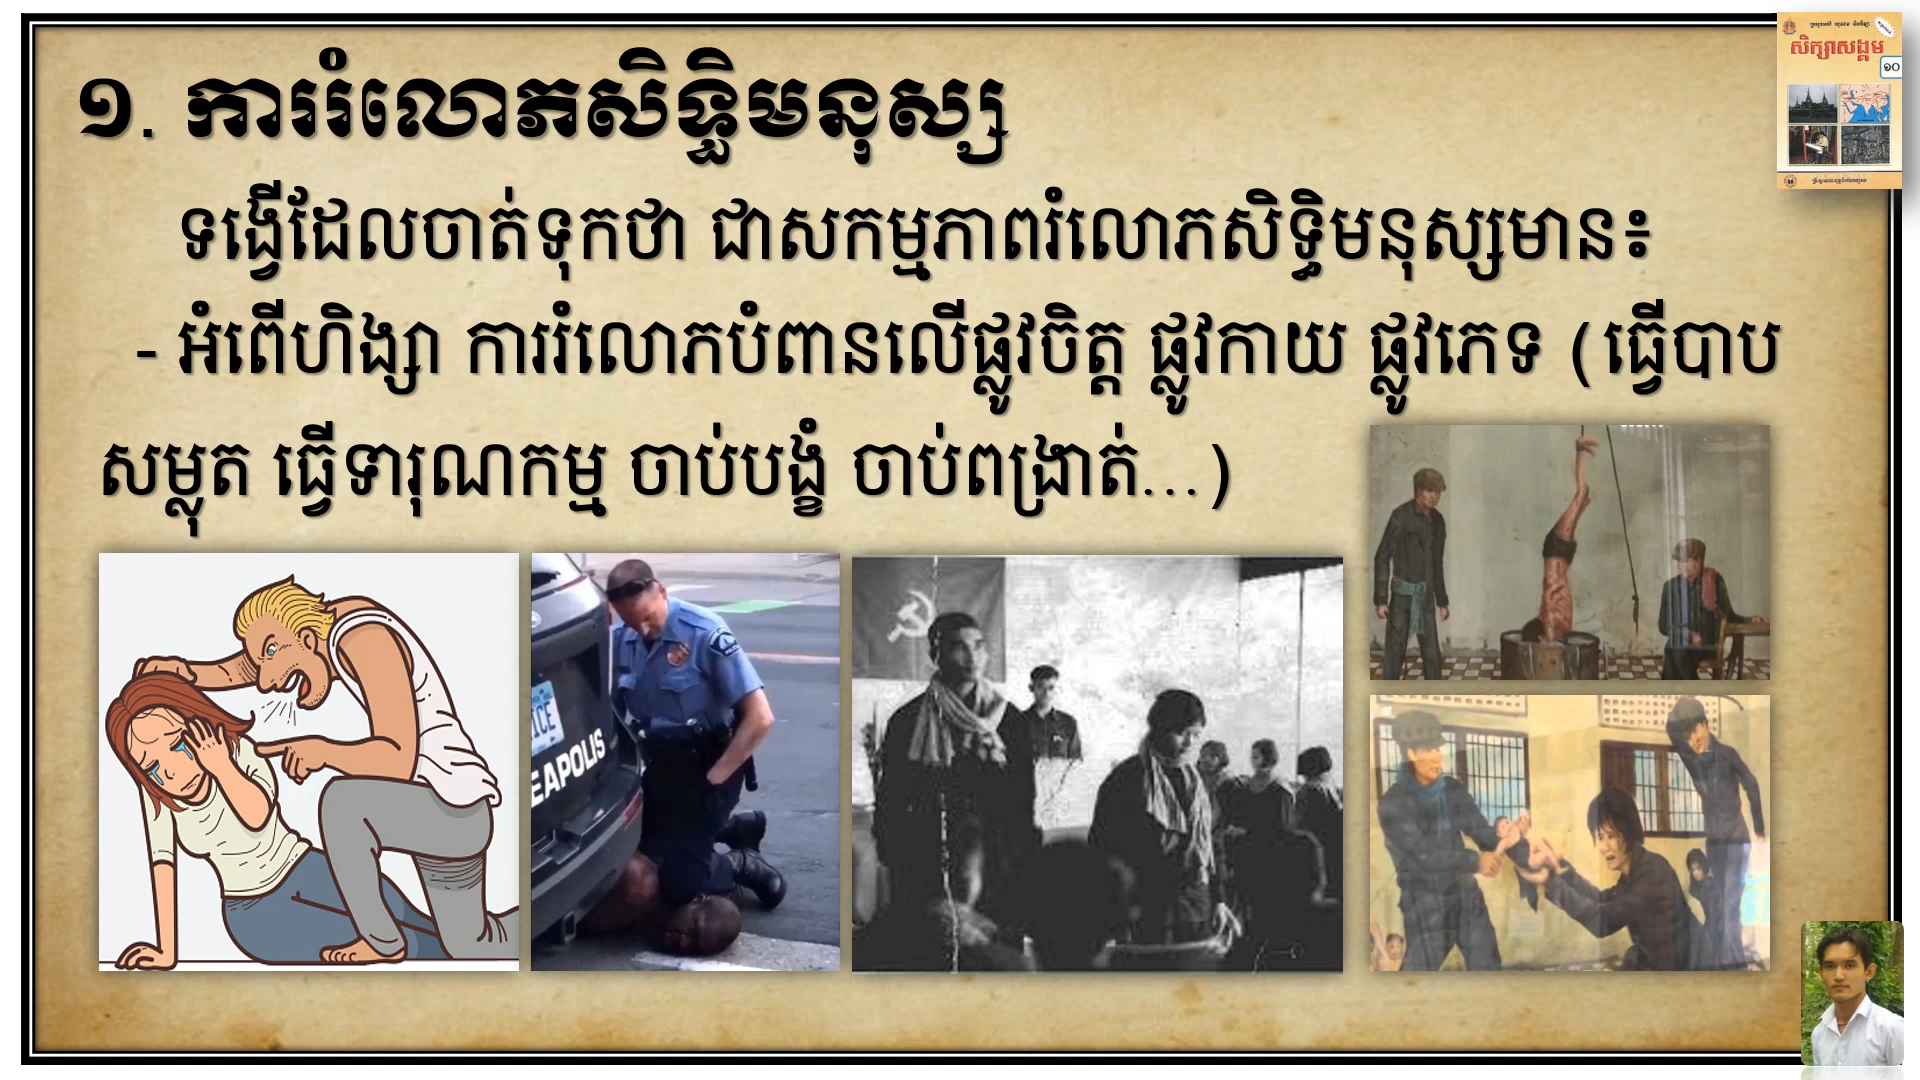 ១. ការរំលោភសិទ្ធិមនុស្ស
ទង្វើដែលចាត់ទុកថា ជាសកម្មភាពរំលោភសិទ្ធិមនុស្សមាន៖
- អំពើហិង្សា ការរំលោភបំពានលើផ្លូវចិត្ត ផ្លូវកាយ ផ្លូវភេទ (ធ្វើបាប
សម្លុត ធ្វើទារុណកម្ម ចាប់បង្ខំ ចាប់ពង្រាត់...)
សិក្សាសង្គម
១០
ICE
EAPOLIS